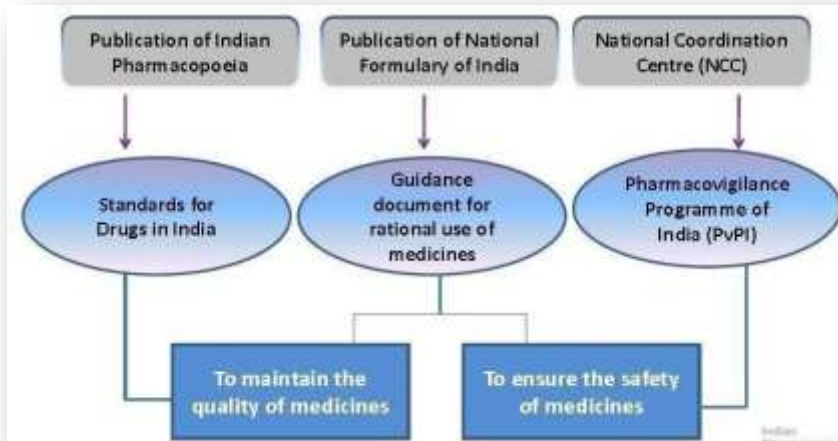 Publication of Indian
Pharmacopoeia
Publication of National
Formulary of India
National Coordination
Centre (NCC)
Standards for
Drugs in India
Guidance
document for
rational use of
medicines
Pharmacovigilance
Programme of
India (PvPI)
To maintain the
quality of medicines
To ensure the safety
of medicines
Indian